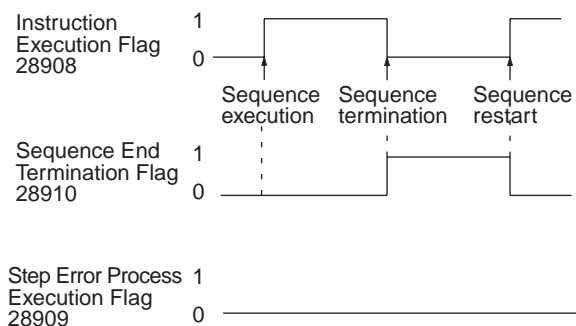 Instruction
Execution Flag
28908
1
0
Sequence
execution
Sequence
termination
Sequence
restart
Sequence End
Termination Flag
28910
1
0
Step Error Process
Execution Flag
28909
1
0